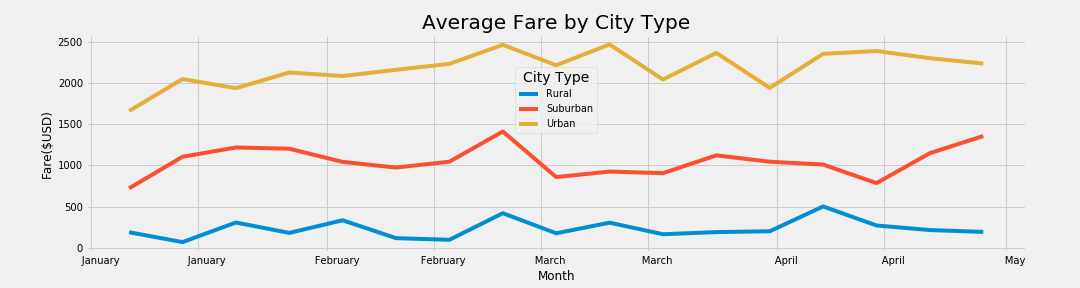 Average Fare by City Type
2500
2000
1500
1000
500
0
Fare($USD)
City Type
Rural
Suburban
Urban
January January February February March March April April May
Month